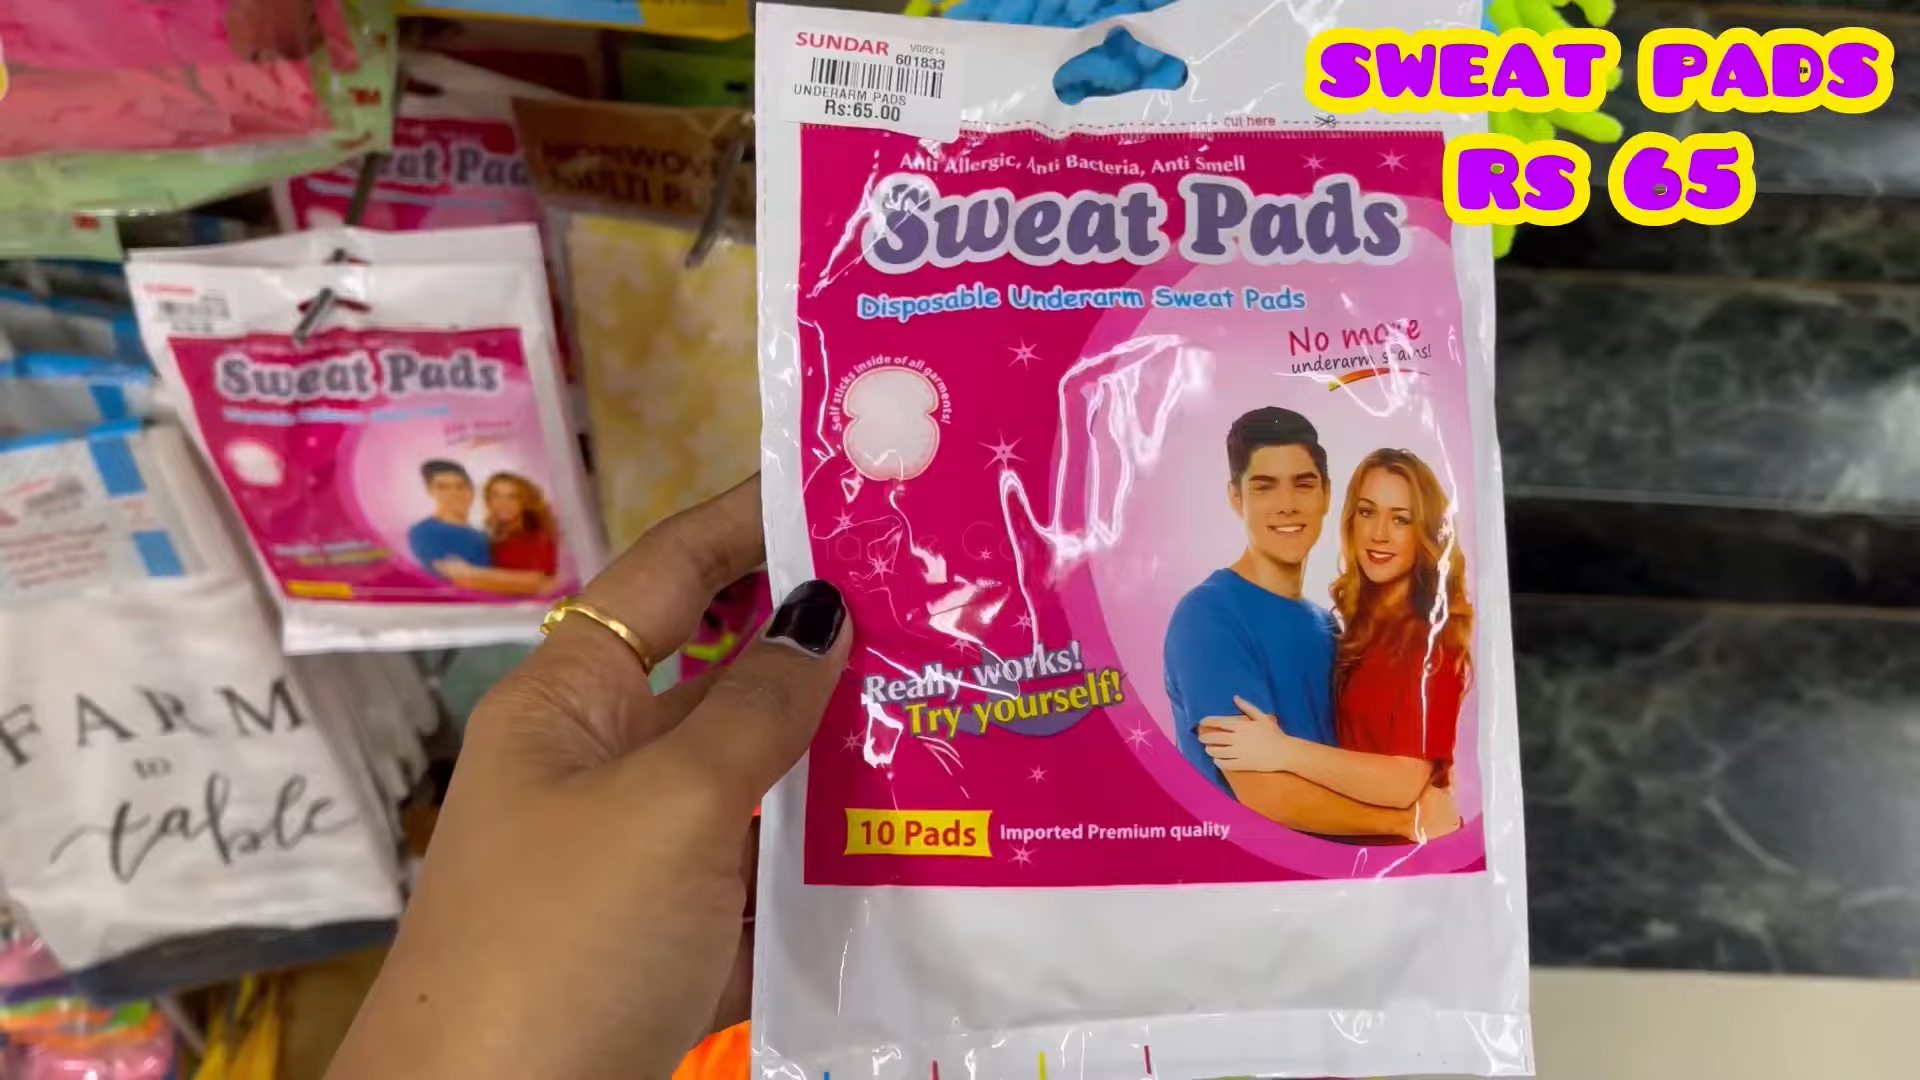 SWEAT PADS
Rs 65
SUNDAR
V00214
601833
UNDERARM PADS
Rs:65.00
cut here
Anti Allergic, Anti Bacteria, Anti Smell
Sweat Pads
Disposable Underarm Sweat Pads
No more
underarm stains!
Self sticks inside of all garments!
Really works!
Try yourself!
10 Pads
Imported Premium quality
Sweat Pads
FARM
to
table